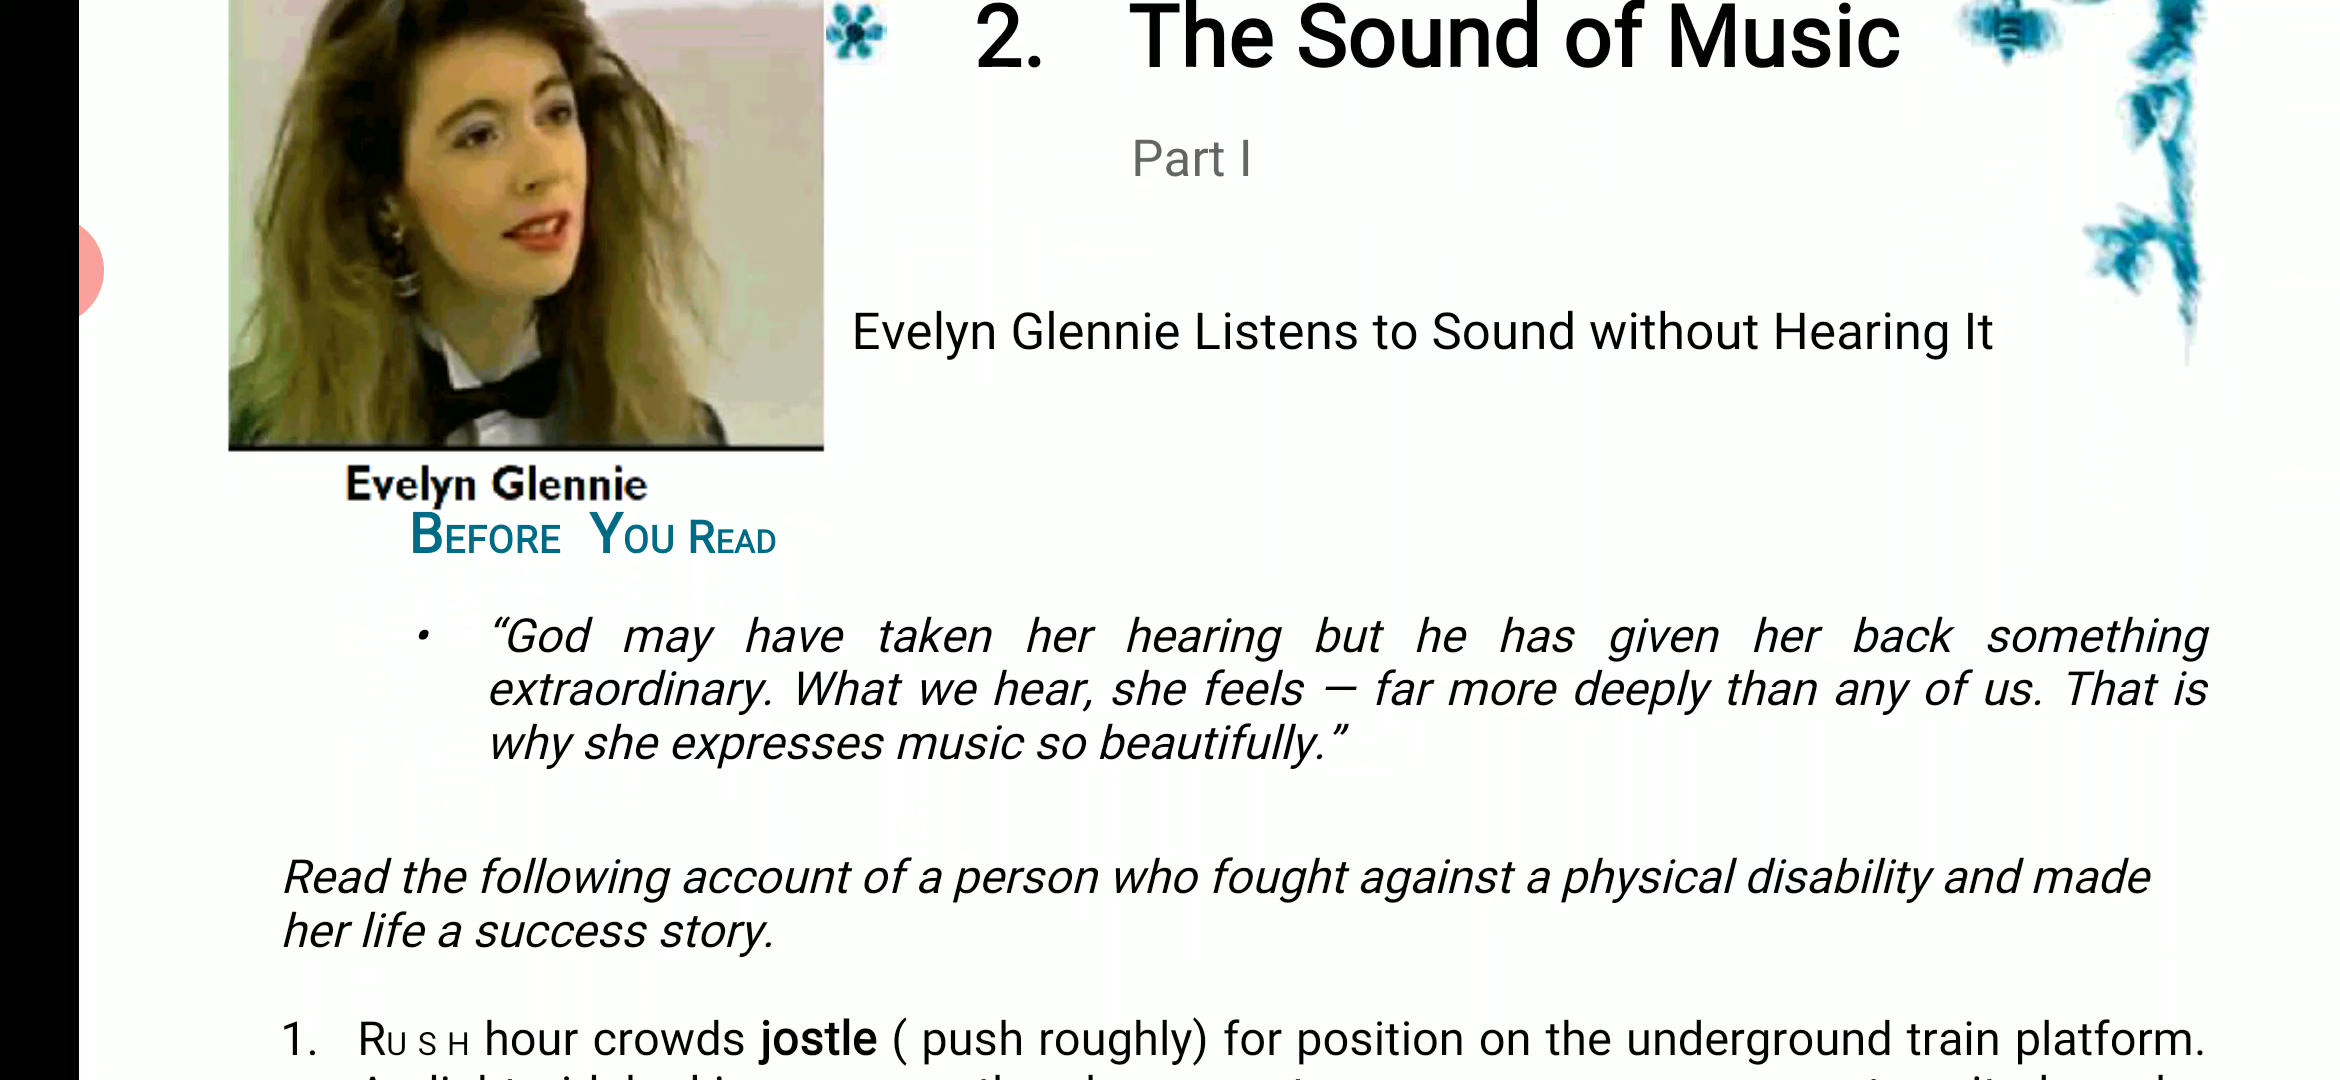 2. The Sound of Music
Part I
Evelyn Glennie Listens to Sound without Hearing It
Evelyn Glennie
BEFORE YOU READ
• “God may have taken her hearing but he has given her back something
extraordinary. What we hear, she feels — far more deeply than any of us. That is
why she expresses music so beautifully.”
Read the following account of a person who fought against a physical disability and made
her life a success story.
1. RUSH hour crowds jostle ( push roughly) for position on the underground train platform.